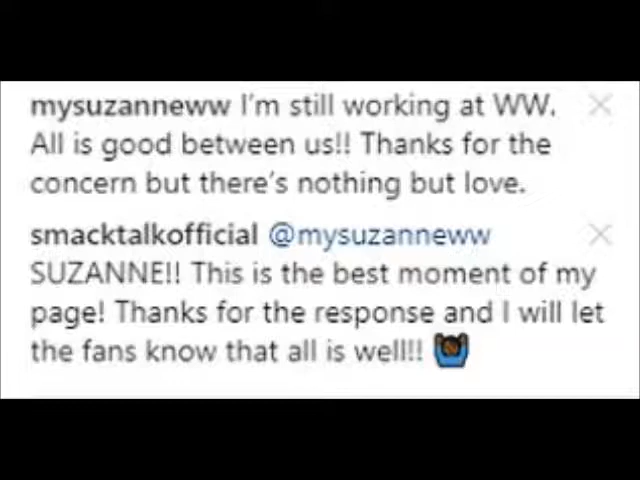 mysuzanneww I'm still working at WW.
All is good between us!! Thanks for the
concern but there's nothing but love.
smacktalkofficial @mysuzanneww
SUZANNE!! This is the best moment of my
page! Thanks for the response and I will let
the fans know that all is well!! 🙆🏿‍♂️